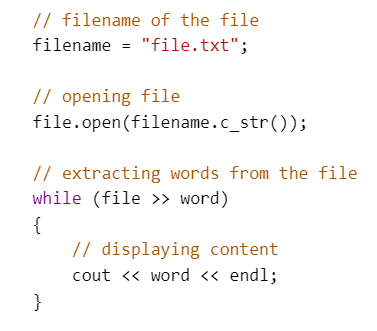 // filename of the file
filename = "file.txt";
// opening file
file.open(filename.c_str());
// extracting words from the file
while (file >> word)
{
// displaying content
cout << word << endl;
}